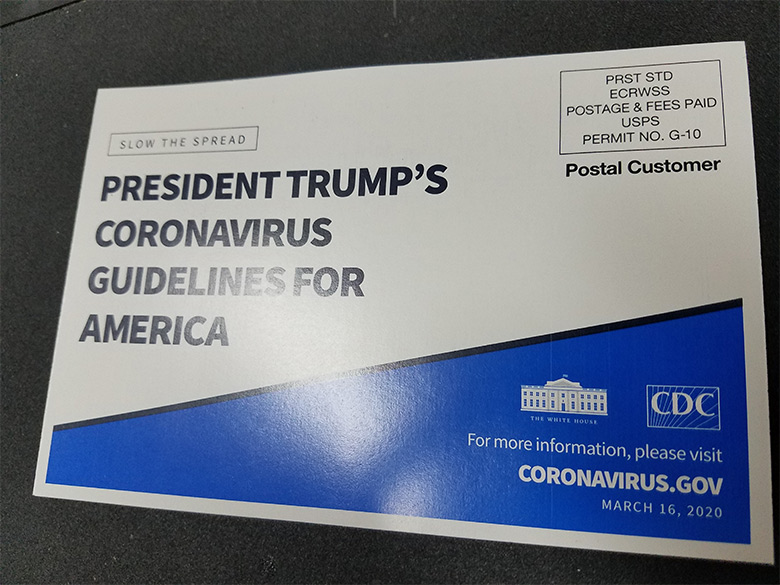 PRST STD
ECRWSS
POSTAGE & FEES PAID
USPS
PERMIT NO. G-10
Postal Customer
SLOW THE SPREAD
PRESIDENT TRUMP'S
CORONAVIRUS
GUIDELINES FOR
AMERICA
THE WHITE HOUSE
CDC
For more information, please visit
CORONAVIRUS.GOV
MARCH 16, 2020